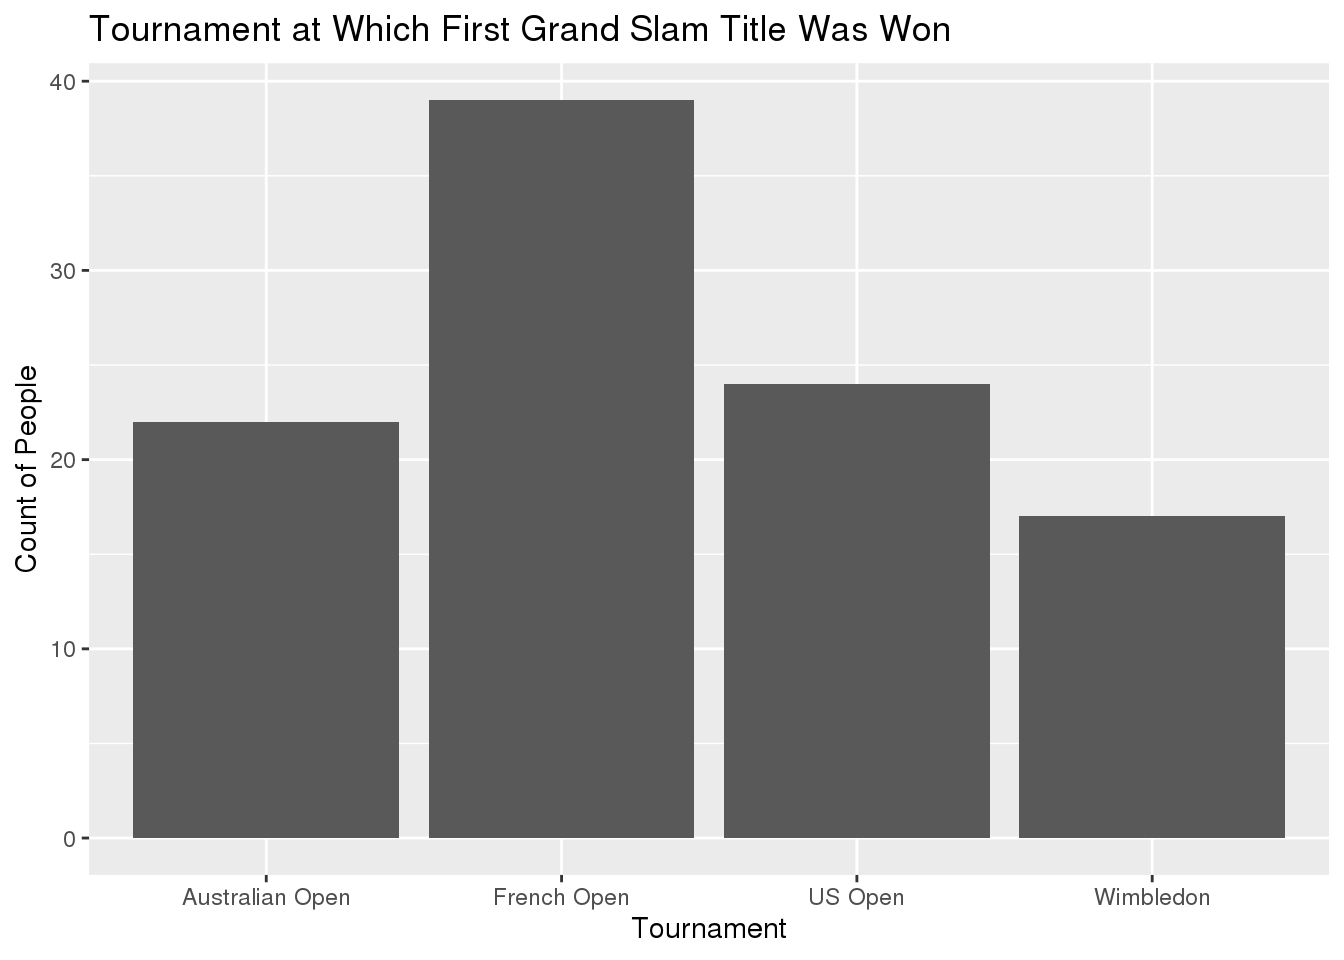 Tournament at Which First Grand Slam Title Was Won
Count of People
40
30
20
10
0
Australian Open
French Open
US Open
Wimbledon
Tournament